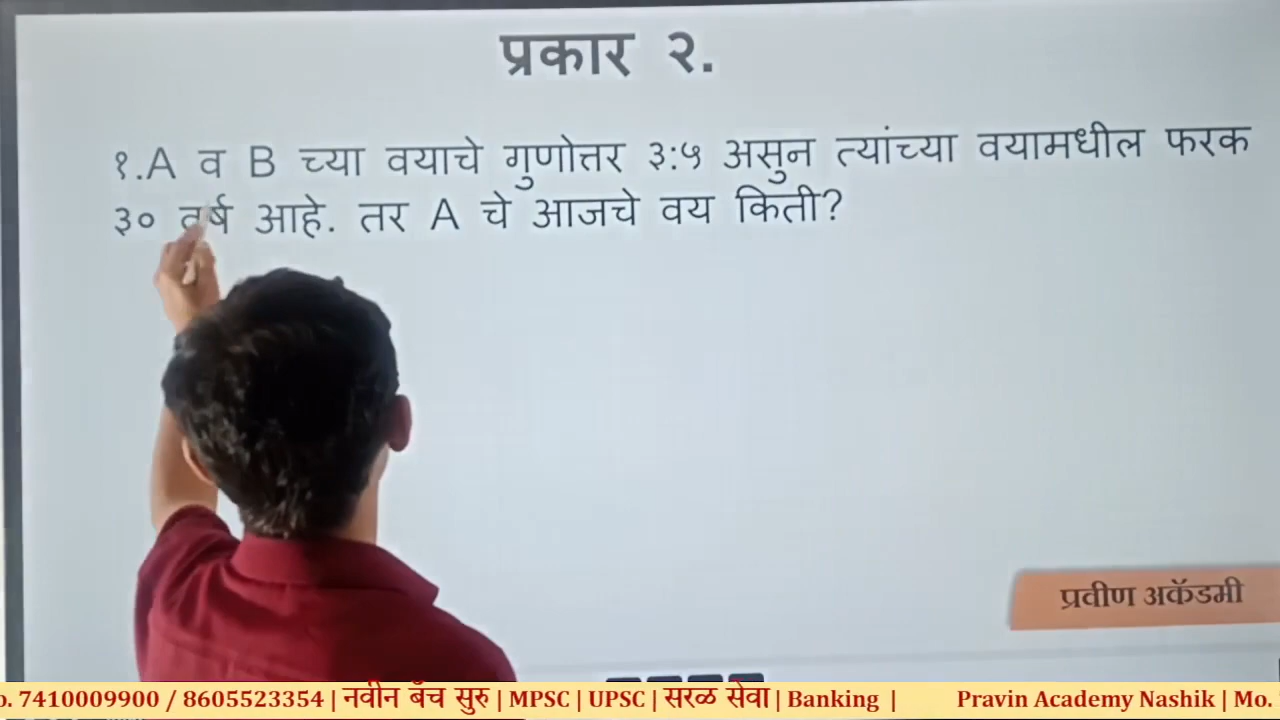 प्रकार २.
१.A व B च्या वयाचे गुणोत्तर ३:५ असुन त्यांच्या वयामधील फरक
३० वर्ष आहे. तर A चे आजचे वय किती?
प्रवीण अकॅडमी
o. 7410009900 / 8605523354 | नवीन बॅच सुरु | MPSC | UPSC | सरळ सेवा | Banking | Pravin Academy Nashik | Mo.